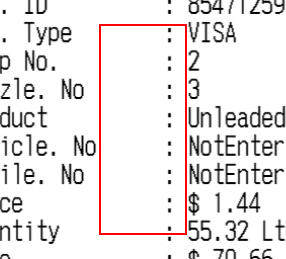 . ID : 85471259
. Type : VISA
p No. : 2
zle. No : 3
duct : Unleaded
icle. No : NotEnter
ile. No : NotEnter
ce : $ 1.44
ntity : 55.32 Lt
: $ 79.66